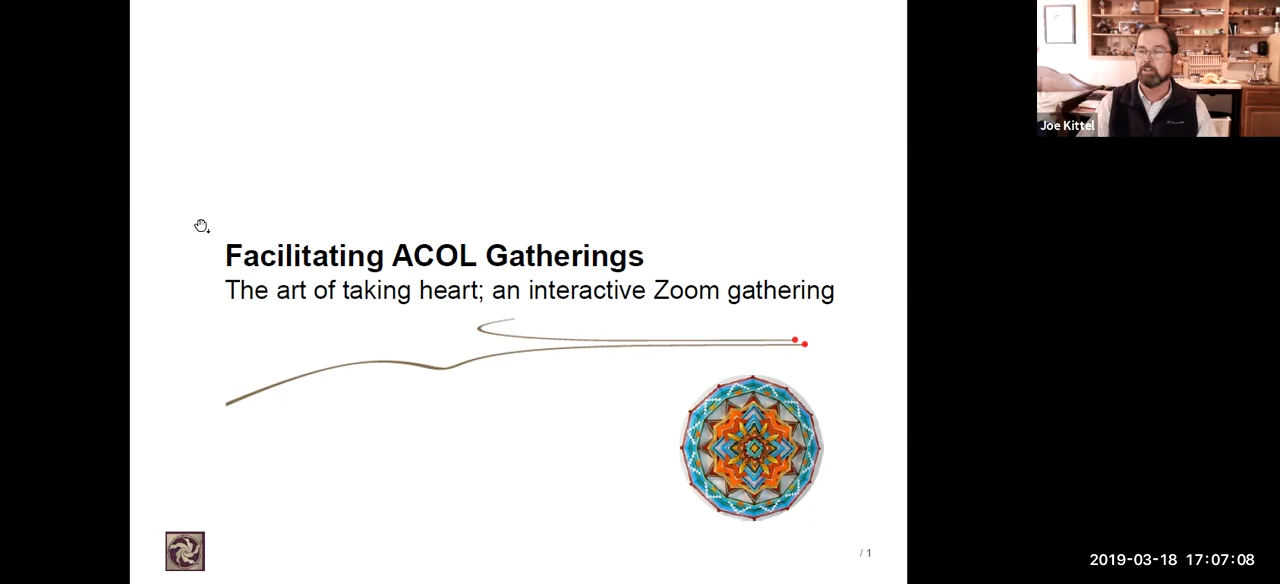 Joe Kittel
Facilitating ACOL Gatherings
The art of taking heart; an interactive Zoom gathering
/ 1
2019-03-18 17:07:08